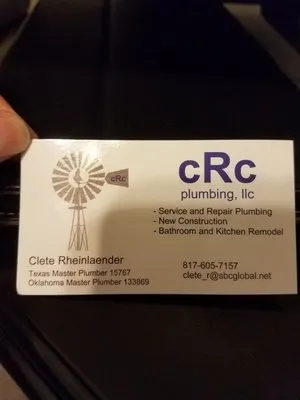 cRc
cRc
plumbing, llc
- Service and Repair Plumbing
- New Construction
- Bathroom and Kitchen Remodel
Clete Rheinlaender
Texas Master Plumber 15767
Oklahoma Master Plumber 133869
817-605-7157
clete_r@sbcglobal.net